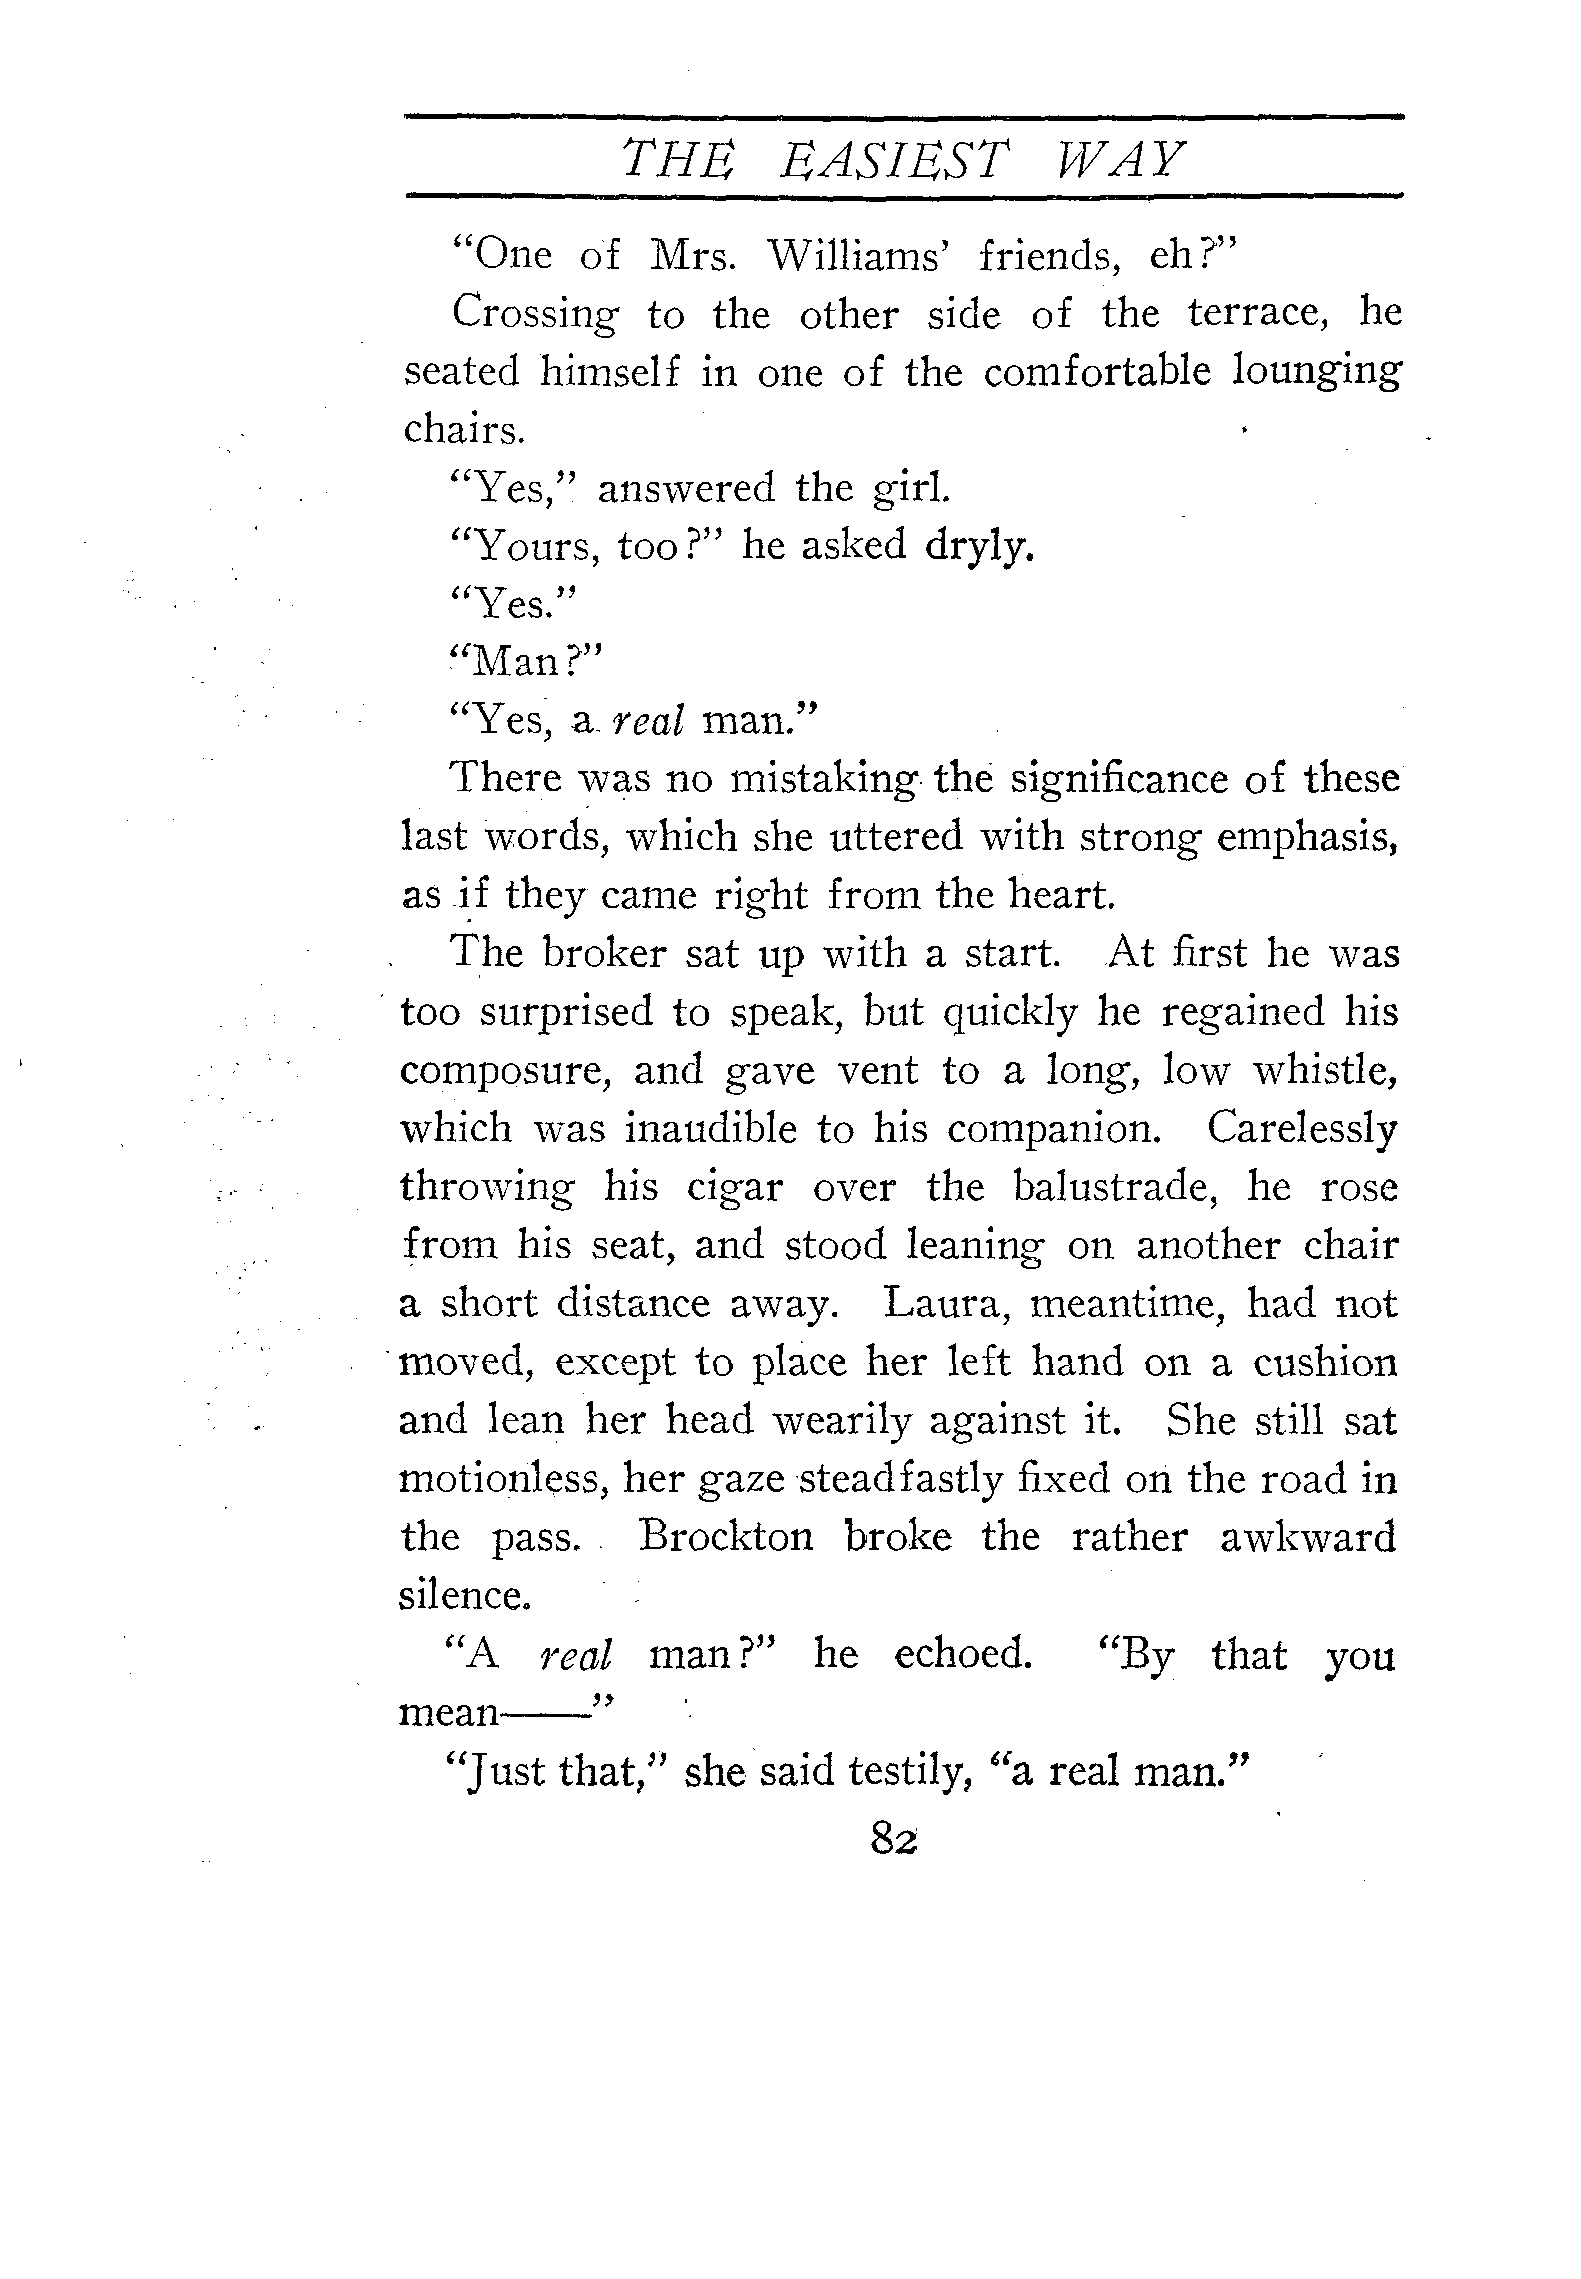 THE EASIEST WAY
“One of Mrs. Williams’ friends, eh?”
Crossing to the other side of the terrace, he
seated himself in one of the comfortable lounging
chairs.
“Yes,” answered the girl.
“Yours, too?” he asked dryly.
“Yes.”
“Man?”
“Yes, a real man.”
There was no mistaking the significance of these
last words, which she uttered with strong emphasis,
as if they came right from the heart.
The broker sat up with a start. At first he was
too surprised to speak, but quickly he regained his
composure, and gave vent to a long, low whistle,
which was inaudible to his companion. Carelessly
throwing his cigar over the balustrade, he rose
from his seat, and stood leaning on another chair
a short distance away. Laura, meantime, had not
moved, except to place her left hand on a cushion
and lean her head wearily against it. She still sat
motionless, her gaze steadfastly fixed on the road in
the pass. Brockton broke the rather awkward
silence.
“A real man?” he echoed. “By that you
mean——”
“Just that,” she said testily, “a real man.”
82